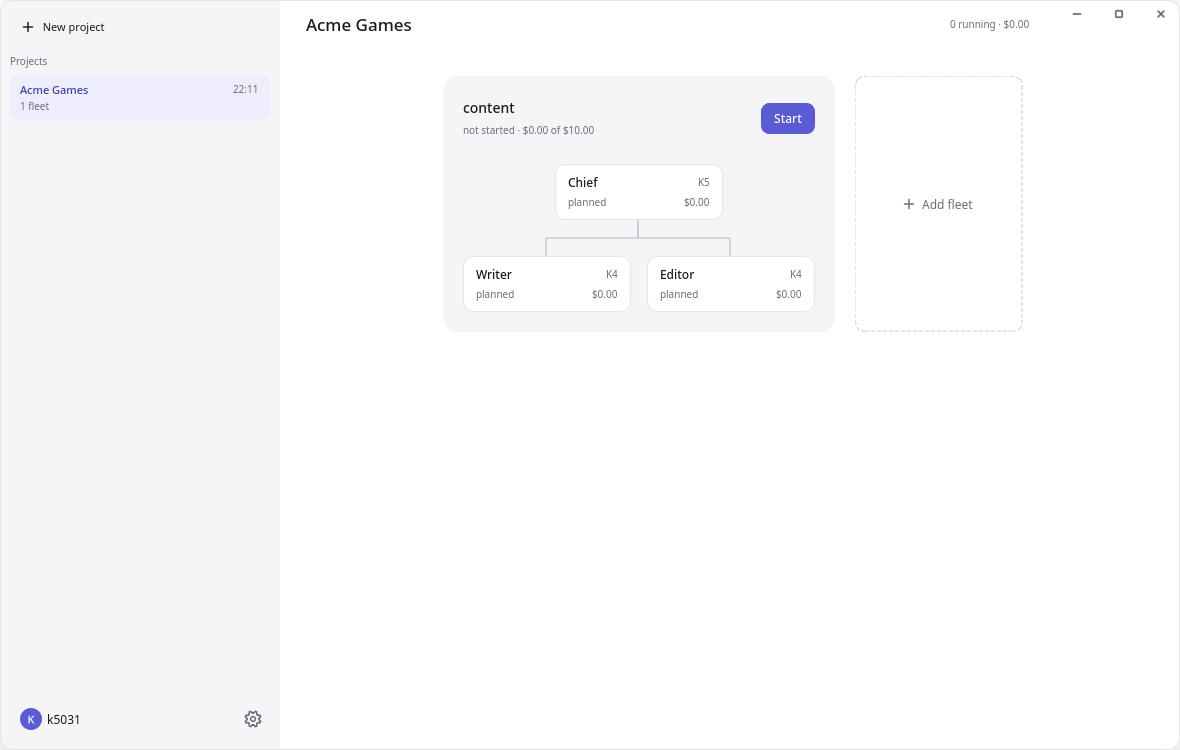 New project
Projects
Acme Games 22:11
1 fleet
K k5031
Acme Games
0 running · $0.00
content
not started · $0.00 of $10.00
Start
Chief K5
planned $0.00
Writer K4
planned $0.00
Editor K4
planned $0.00
Add fleet